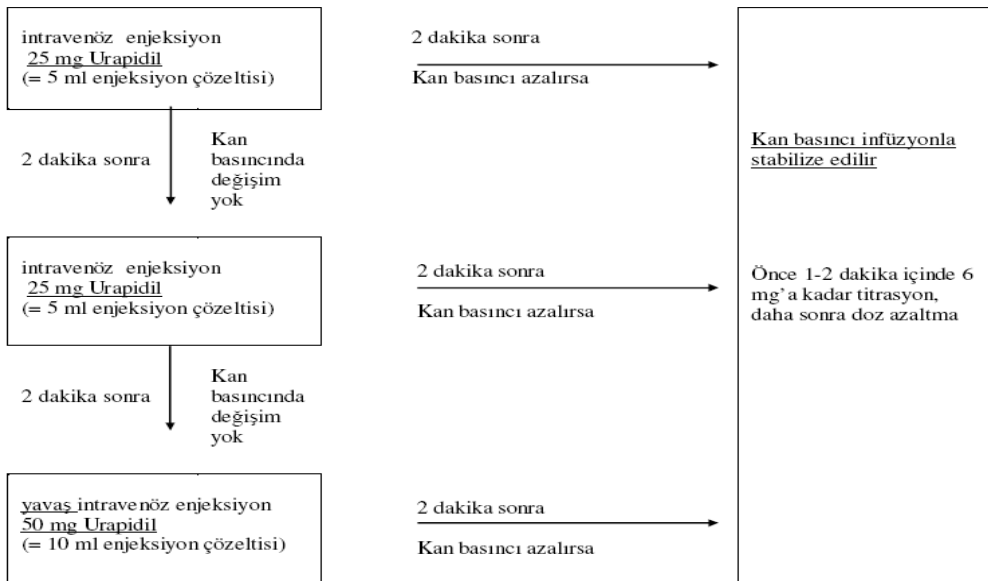 intravenöz enjeksiyon
25 mg Urapidil
(= 5 ml enjeksiyon çözeltisi)
2 dakika sonra
Kan basıncı azalırsa
2 dakika sonra
Kan
basıncında
değişim
yok
Kan basıncı infüzyonla
stabilize edilir
intravenöz enjeksiyon
25 mg Urapidil
(= 5 ml enjeksiyon çözeltisi)
2 dakika sonra
Kan basıncı azalırsa
Önce 1-2 dakika içinde 6
mg’a kadar titrasyon,
daha sonra doz azaltma
2 dakika sonra
Kan
basıncında
değişim
yok
yavaş intravenöz enjeksiyon
50 mg Urapidil
(= 10 ml enjeksiyon çözeltisi)
2 dakika sonra
Kan basıncı azalırsa